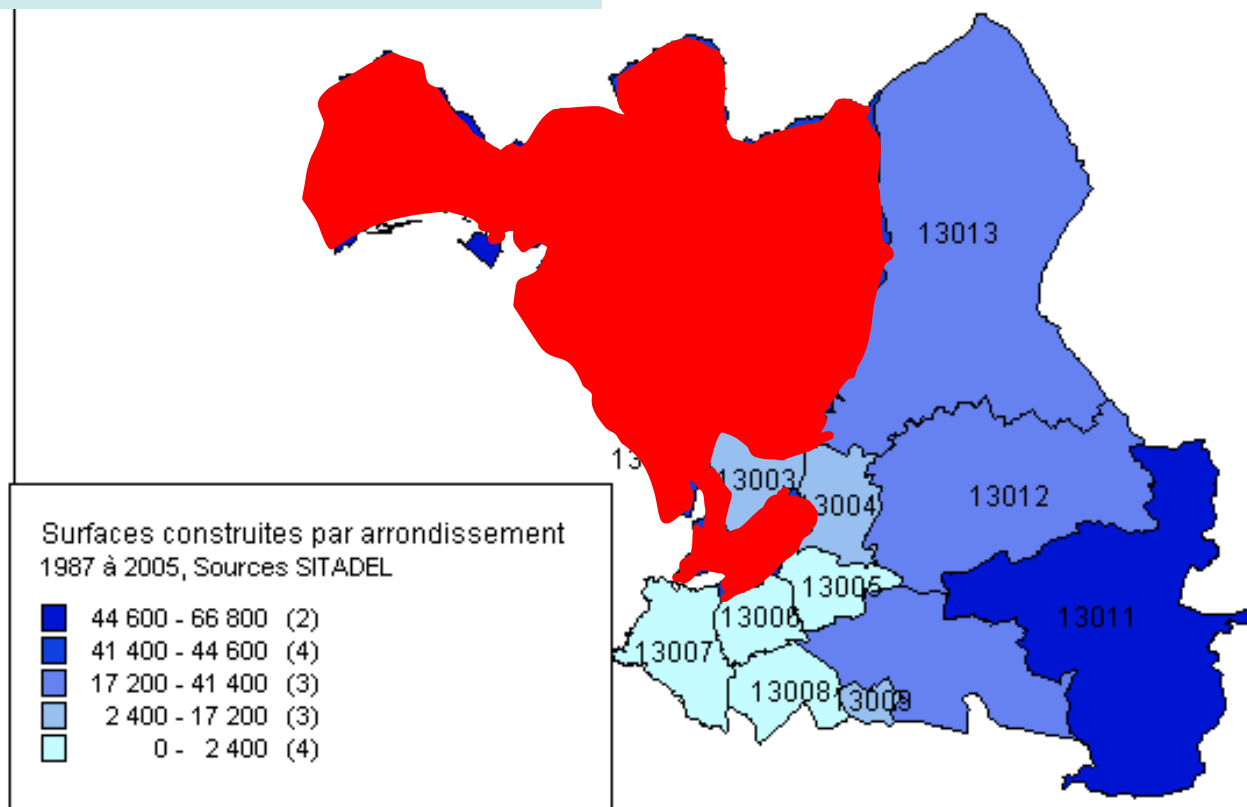 13013
13003
13004
13012
13005
13006
13011
13007
13008
13009
Surfaces construites par arrondissement
1987 à 2005, Sources SITADEL
44 600 - 66 800 (2)
41 400 - 44 600 (4)
17 200 - 41 400 (3)
2 400 - 17 200 (3)
0 - 2 400 (4)